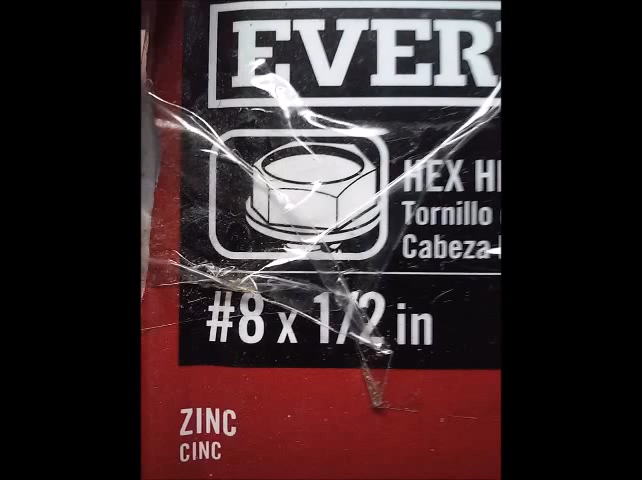 EVER
HEX H
Tornillo
Cabeza
#8 x 1/2 in
ZINC
CINC